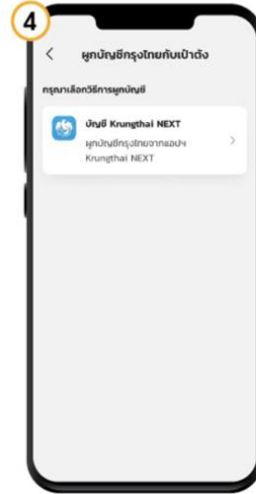 4
ผูกบัญชีกรุงไทยกับเป๋าตัง
กรุณาเลือกวิธีการผูกบัญชี
บัญชี Krungthai NEXT
ผูกบัญชีกรุงไทยจากแอปฯ
Krungthai NEXT